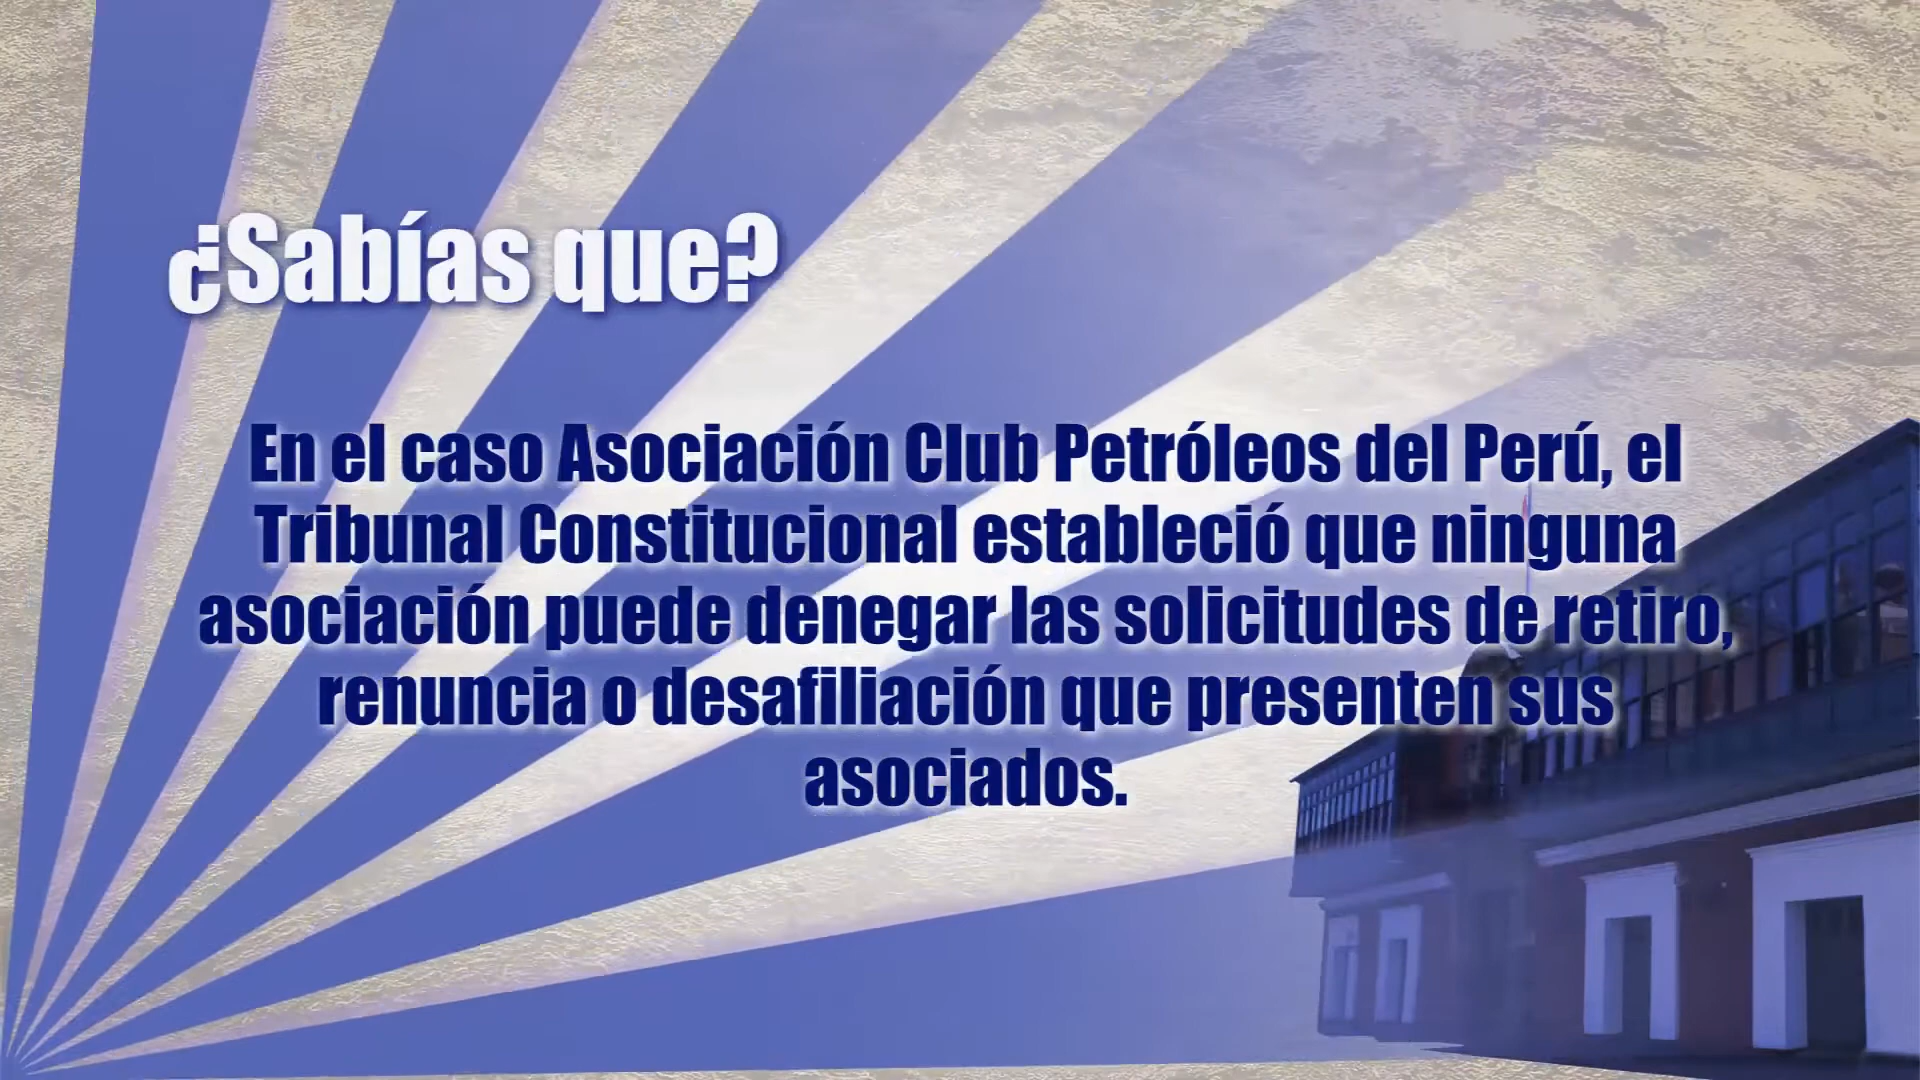 ¿Sabías que?
En el caso Asociación Club Petróleos del Perú, el
Tribunal Constitucional estableció que ninguna
asociación puede denegar las solicitudes de retiro,
renuncia o desafiliación que presenten sus
asociados.